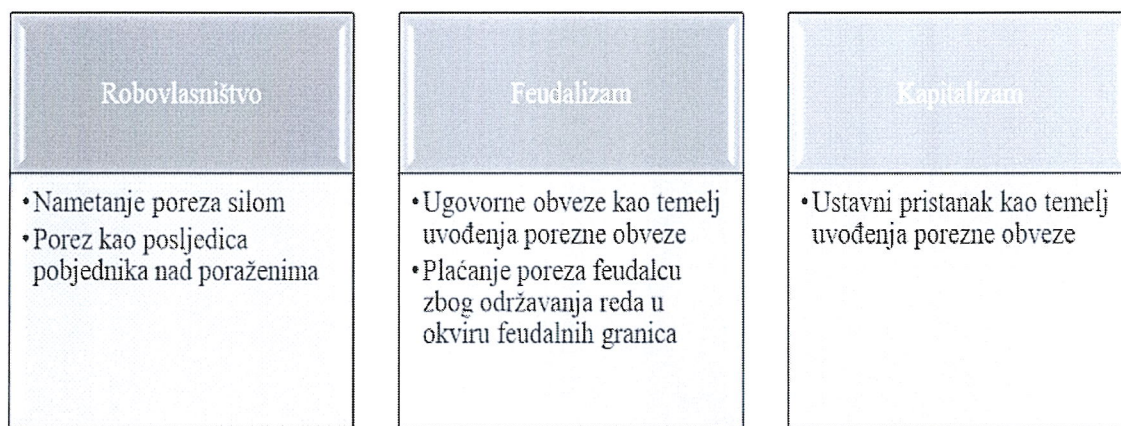 Robovlasništvo
•Nametanje poreza silom
•Porez kao posljedica
pobjednika nad poraženima
Feudalizam
•Ugovorne obveze kao temelj
uvođenja porezne obveze
•Plaćanje poreza feudalcu
zbog održavanja reda u
okviru feudalnih granica
Kapitalizam
•Ustavni pristanak kao temelj
uvođenja porezne obveze